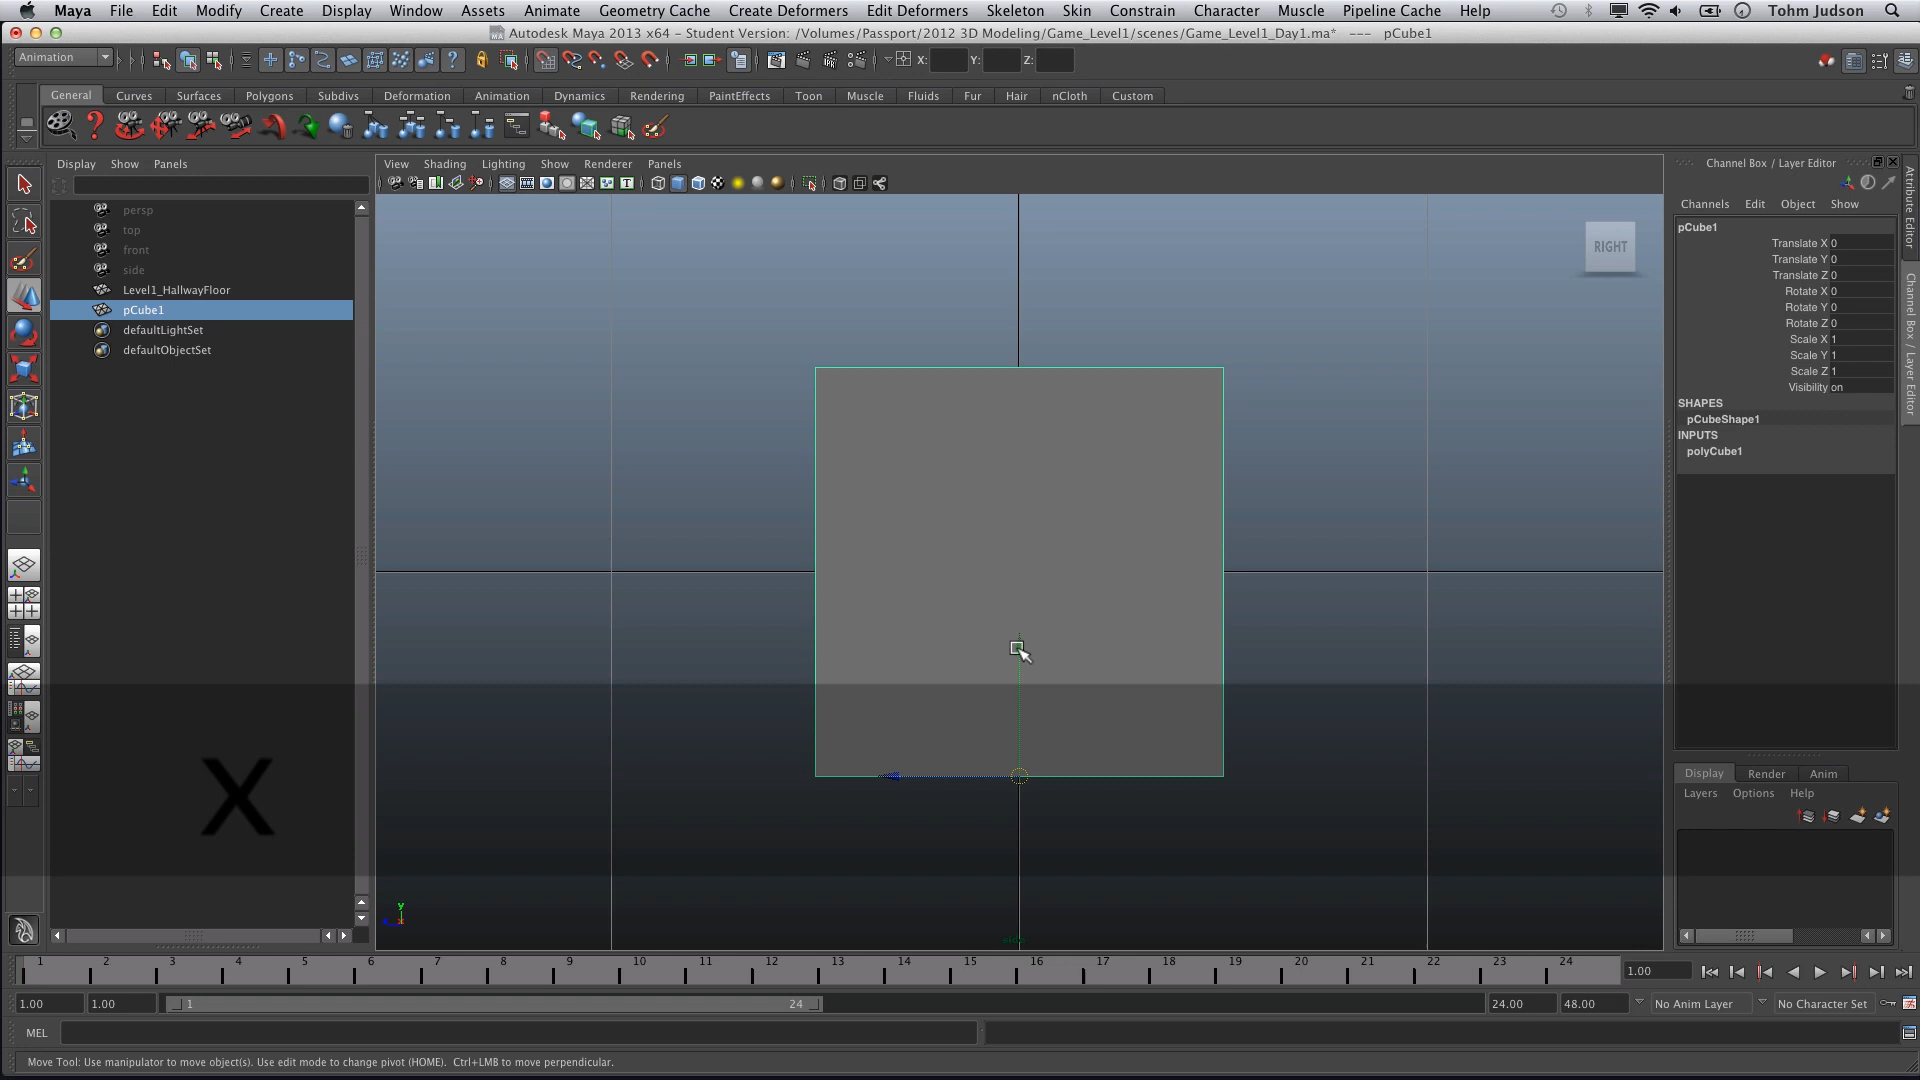 Maya File Edit Modify Create Display Window Assets Animate Geometry Cache Create Deformers Edit Deformers Skeleton Skin Constrain Character Muscle Pipeline Cache Help Tohm Judson
Autodesk Maya 2013 x64 - Student Version: /Volumes/Passport/2012 3D Modeling/Game_Level1/scenes/Game_Level1_Day1.ma* --- pCube1
Animation X: Y: Z:
General Curves Surfaces Polygons Subdivs Deformation Animation Dynamics Rendering PaintEffects Toon Muscle Fluids Fur Hair nCloth Custom
Display Show Panels
View Shading Lighting Show Renderer Panels
Channel Box / Layer Editor
persp
top
front
side
Level1_HallwayFloor
pCube1
defaultLightSet
defaultObjectSet
RIGHT
Channels Edit Object Show
pCube1
Translate X 0
Translate Y 0
Translate Z 0
Rotate X 0
Rotate Y 0
Rotate Z 0
Scale X 1
Scale Y 1
Scale Z 1
Visibility on
SHAPES
pCubeShape1
INPUTS
polyCube1
Attribute Editor
Channel Box / Layer Editor
X
y
Display Render Anim
Layers Options Help
1 2 3 4 5 6 7 8 9 10 11 12 13 14 15 16 17 18 19 20 21 22 23 24 1.00
1.00 1.00 1 24 24.00 48.00 No Anim Layer No Character Set
MEL
Move Tool: Use manipulator to move object(s). Use edit mode to change pivot (HOME). Ctrl+LMB to move perpendicular.